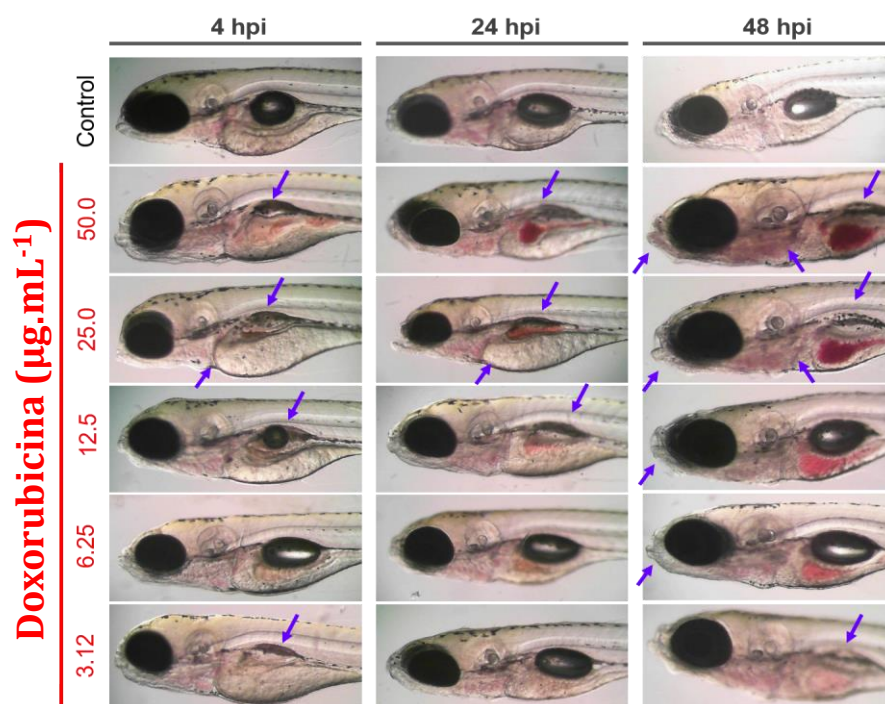 4 hpi 24 hpi 48 hpi
Control
Doxorubicina (µg.mL-1)
50.0
25.0
12.5
6.25
3.12